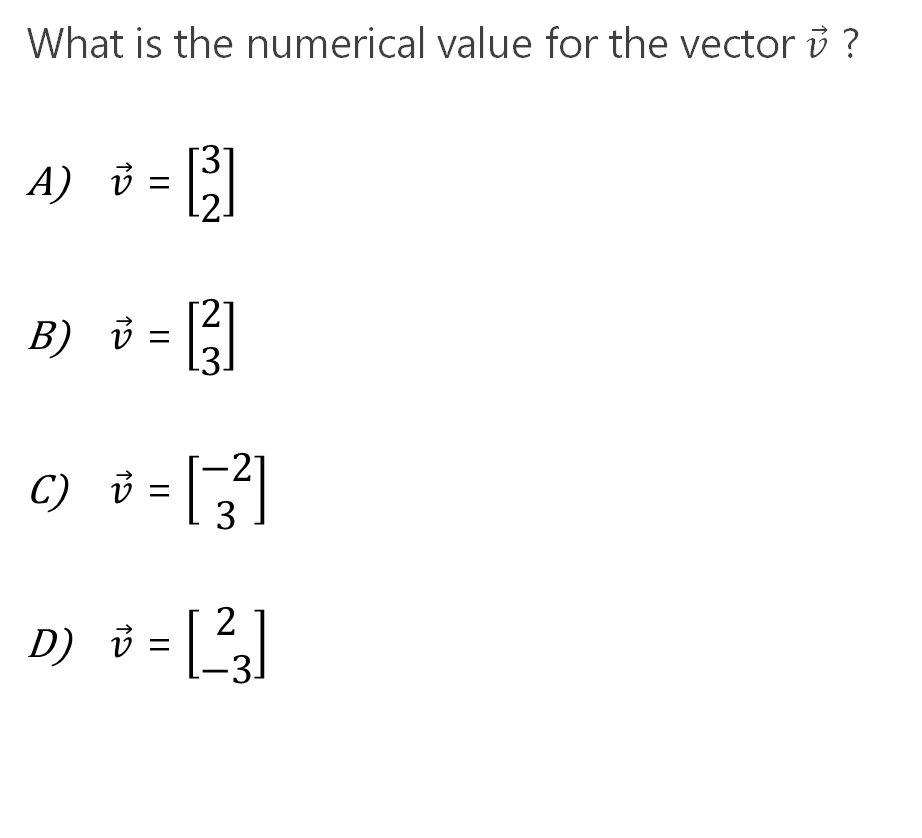 What is the numerical value for the vector v⃗ ?
A) v⃗ = [3
2]
B) v⃗ = [2
3]
C) v⃗ = [−2
3]
D) v⃗ = [2
−3]